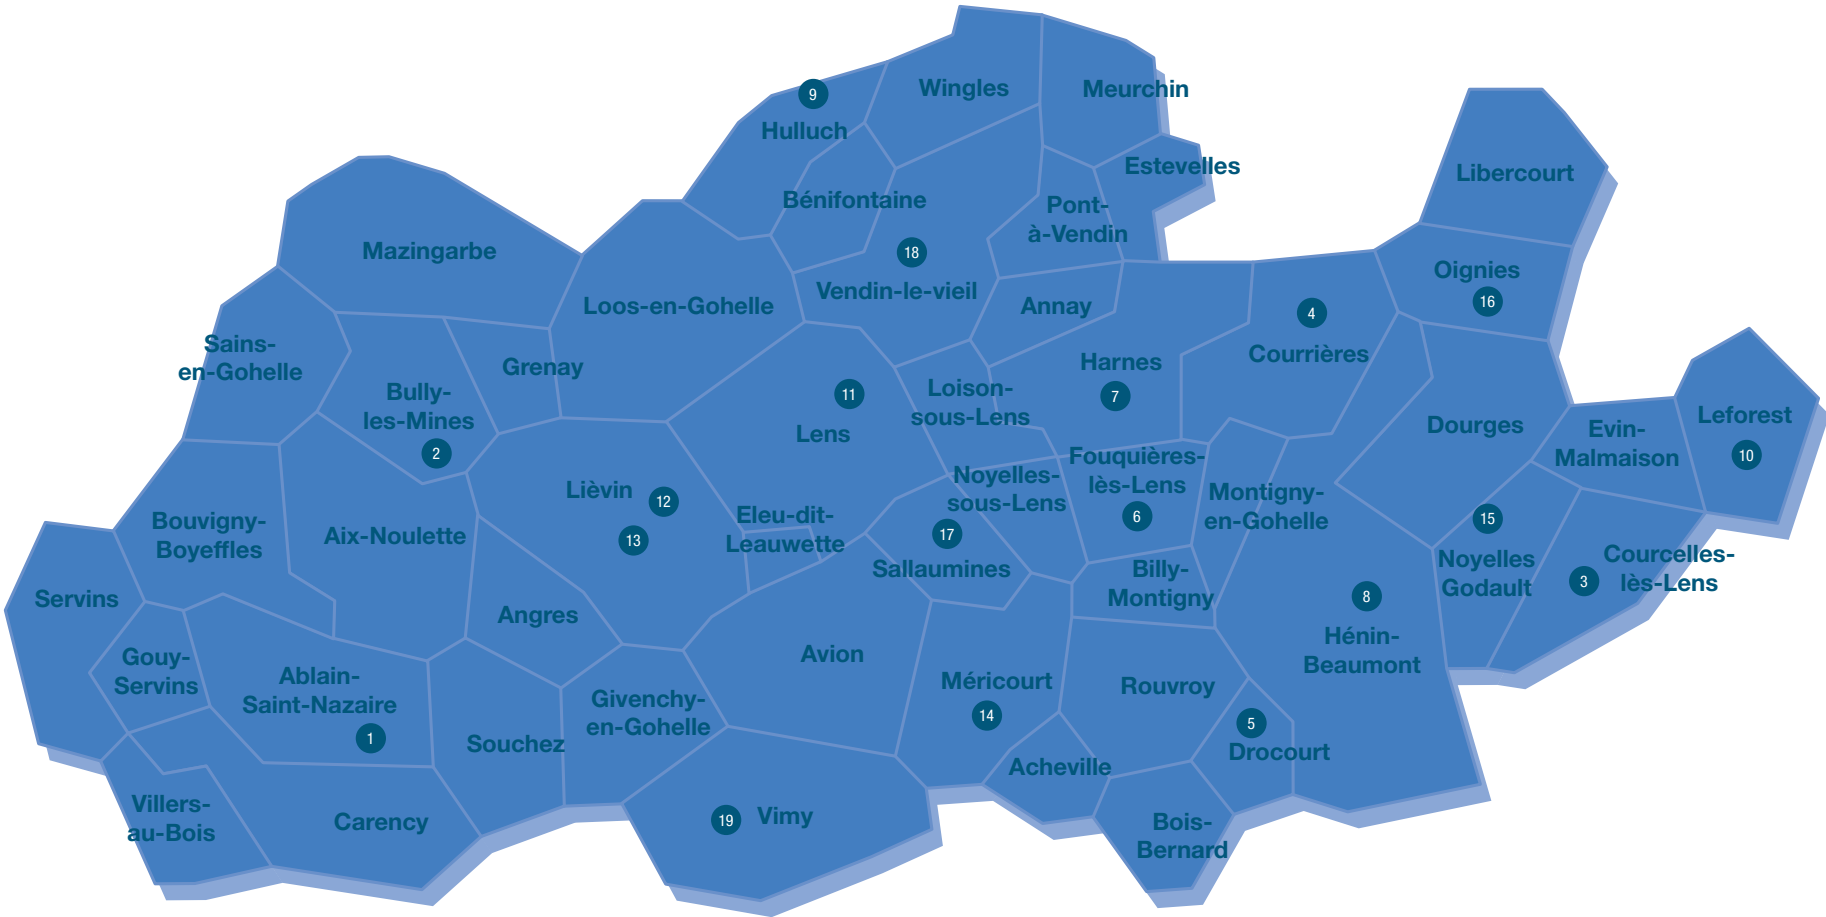 Wingles
Meurchin
9
Hulluch
Estevelles
Libercourt
Bénifontaine
Pont-
à-Vendin
Mazingarbe
18
Vendin-le-vieil
Oignies
16
Loos-en-Gohelle
Annay
4
Courrières
Sains-
en-Gohelle
Grenay
Harnes
7
Bully-
les-Mines
2
11
Lens
Loison-
sous-Lens
Dourges
Evin-
Malmaison
Leforest
10
Fouquières-
lès-Lens
6
Noyelles-
sous-Lens
Montigny-
en-Gohelle
Lièvin
12
13
Eleu-dit-
Leauwette
17
Sallaumines
15
Noyelles
Godault
Courcelles-
lès-Lens
3
Bouvigny-
Boyeffles
Aix-Noulette
Billy-
Montigny
8
Hénin-
Beaumont
Servins
Angres
Gouy-
Servins
Ablain-
Saint-Nazaire
1
Avion
Méricourt
14
Rouvroy
Givenchy-
en-Gohelle
Souchez
5
Drocourt
Acheville
Villers-
au-Bois
Carency
19
Vimy
Bois-
Bernard